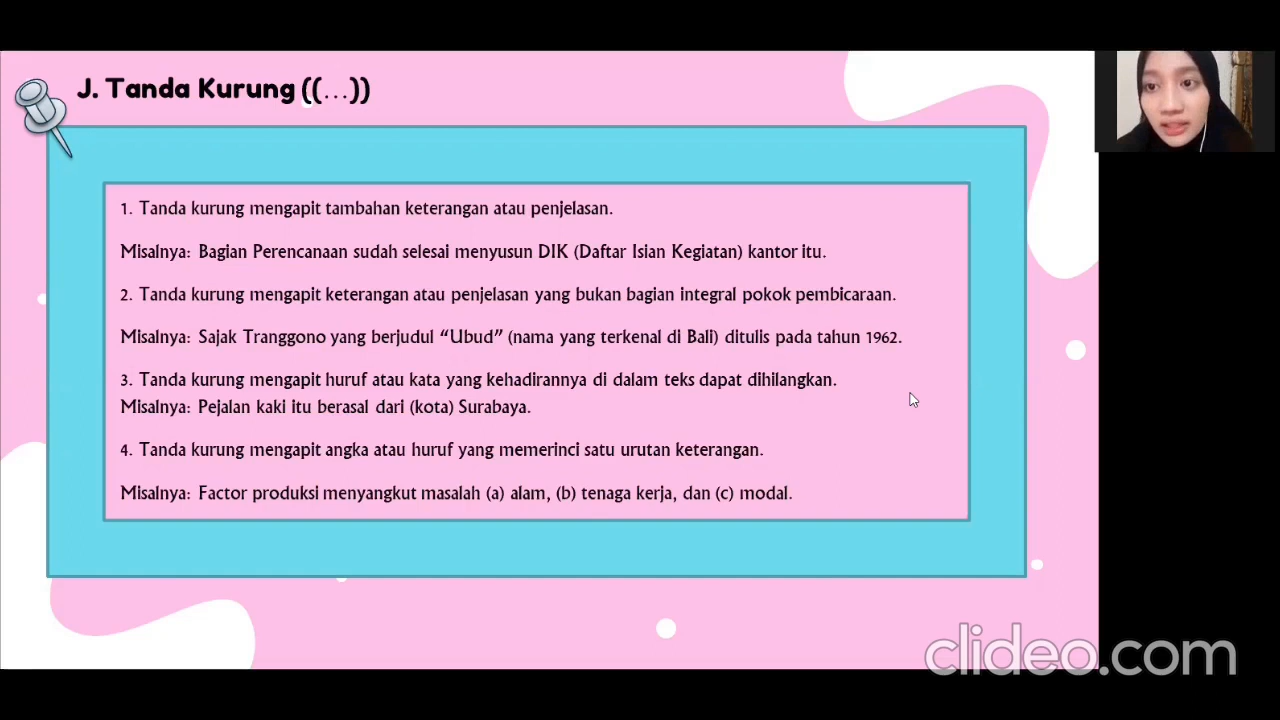 J. Tanda Kurung ((...))
1. Tanda kurung mengapit tambahan keterangan atau penjelasan.
Misalnya: Bagian Perencanaan sudah selesai menyusun DIK (Daftar Isian Kegiatan) kantor itu.
2. Tanda kurung mengapit keterangan atau penjelasan yang bukan bagian integral pokok pembicaraan.
Misalnya: Sajak Tranggono yang berjudul “Ubud” (nama yang terkenal di Bali) ditulis pada tahun 1962.
3. Tanda kurung mengapit huruf atau kata yang kehadirannya di dalam teks dapat dihilangkan.
Misalnya: Pejalan kaki itu berasal dari (kota) Surabaya.
4. Tanda kurung mengapit angka atau huruf yang memerinci satu urutan keterangan.
Misalnya: Factor produksi menyangkut masalah (a) alam, (b) tenaga kerja, dan (c) modal.
clideo.com